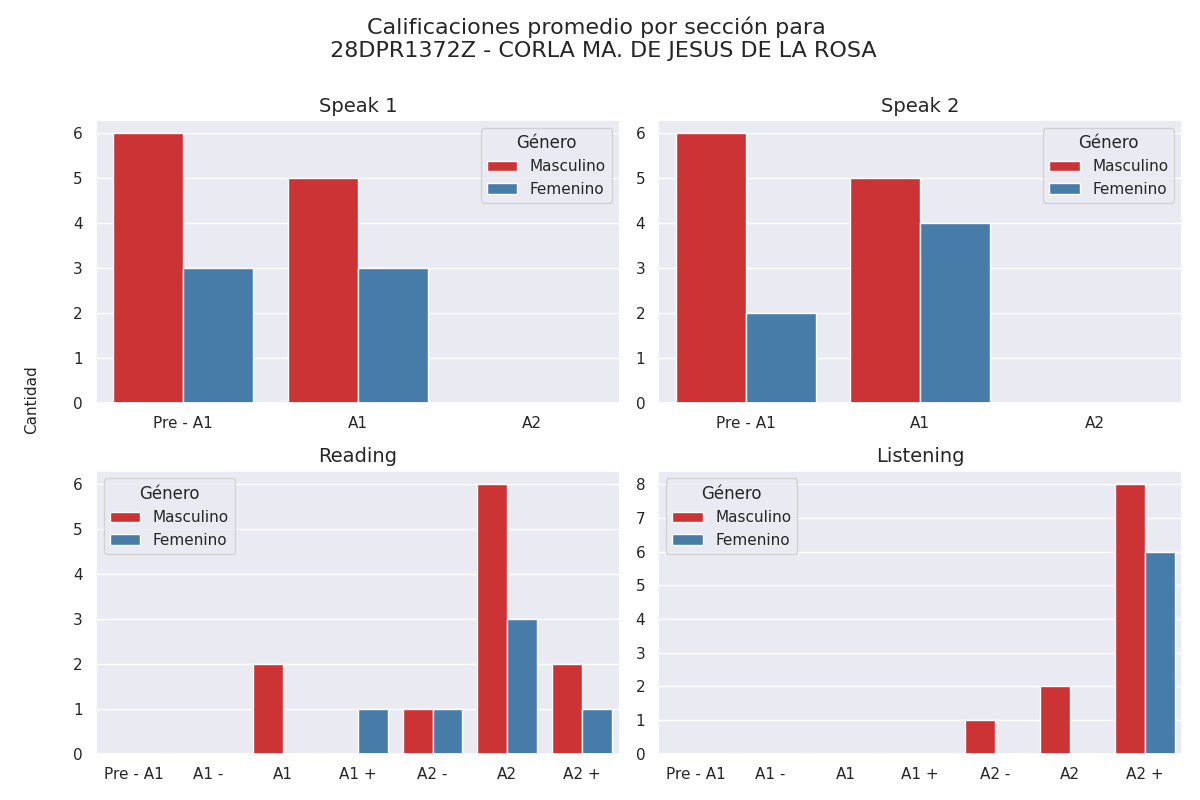 Calificaciones promedio por sección para
28DPR1372Z - CORLA MA. DE JESUS DE LA ROSA
Cantidad
Speak 1
6
5
4
3
2
1
0
Género
Masculino
Femenino
Pre - A1
A1
A2
Speak 2
6
5
4
3
2
1
0
Género
Masculino
Femenino
Pre - A1
A1
A2
Reading
6
5
4
3
2
1
0
Género
Masculino
Femenino
Pre - A1
A1 -
A1
A1 +
A2 -
A2
A2 +
Listening
8
7
6
5
4
3
2
1
0
Género
Masculino
Femenino
Pre - A1
A1 -
A1
A1 +
A2 -
A2
A2 +